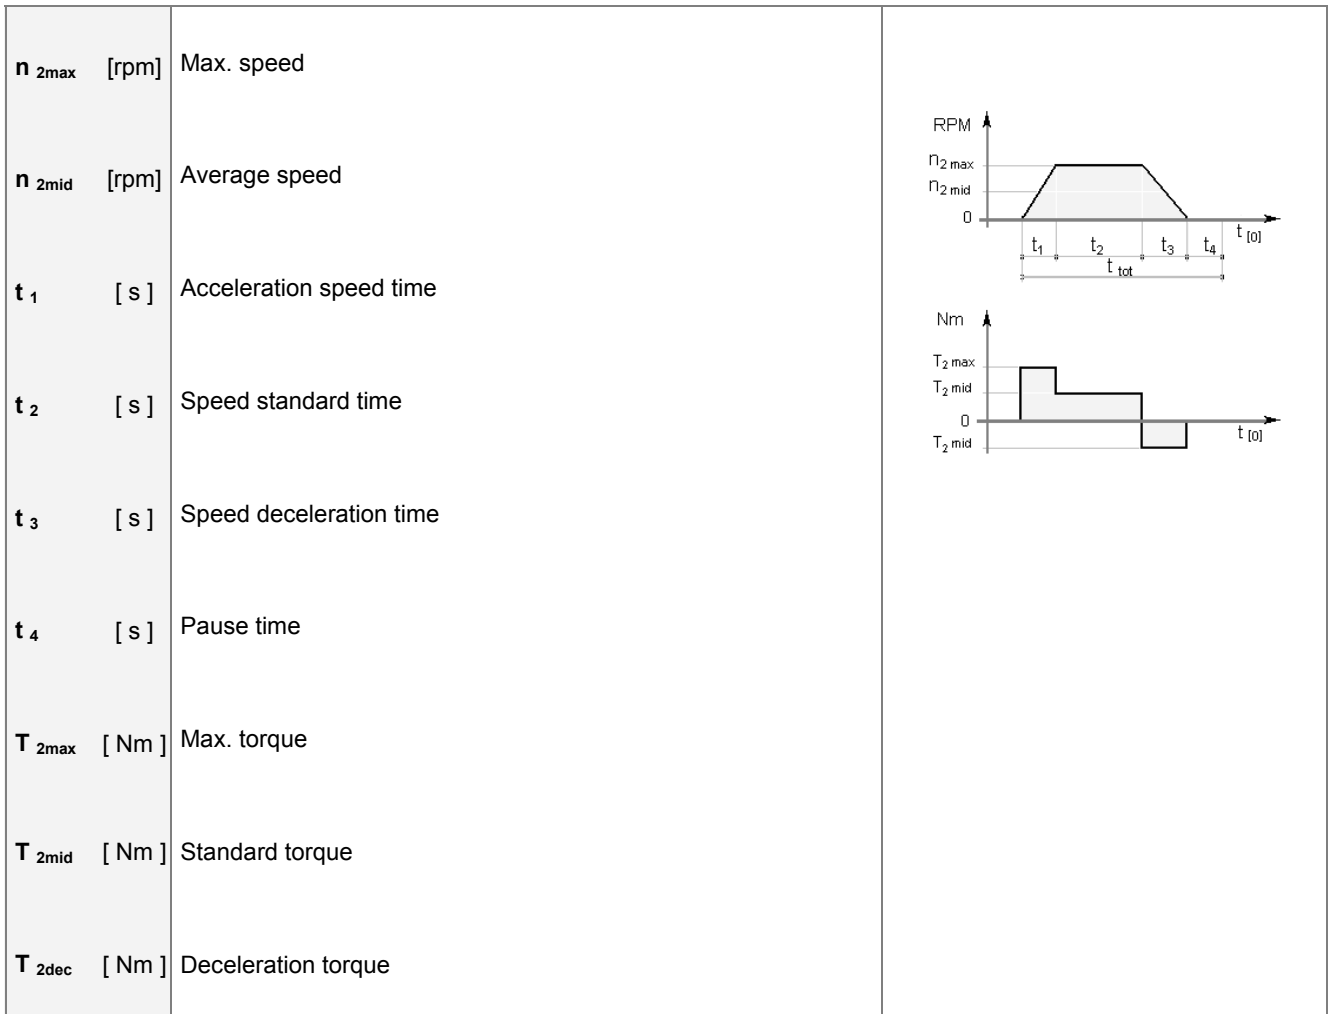 n 2max [rpm] Max. speed
n 2mid [rpm] Average speed
t 1 [ s ] Acceleration speed time
t 2 [ s ] Speed standard time
t 3 [ s ] Speed deceleration time
t 4 [ s ] Pause time
T 2max [ Nm ] Max. torque
T 2mid [ Nm ] Standard torque
T 2dec [ Nm ] Deceleration torque
RPM
n2 max
n2 mid
0
t [0]
t1 t2 t3 t4
t tot
Nm
T2 max
T2 mid
0
t [0]
T2 mid